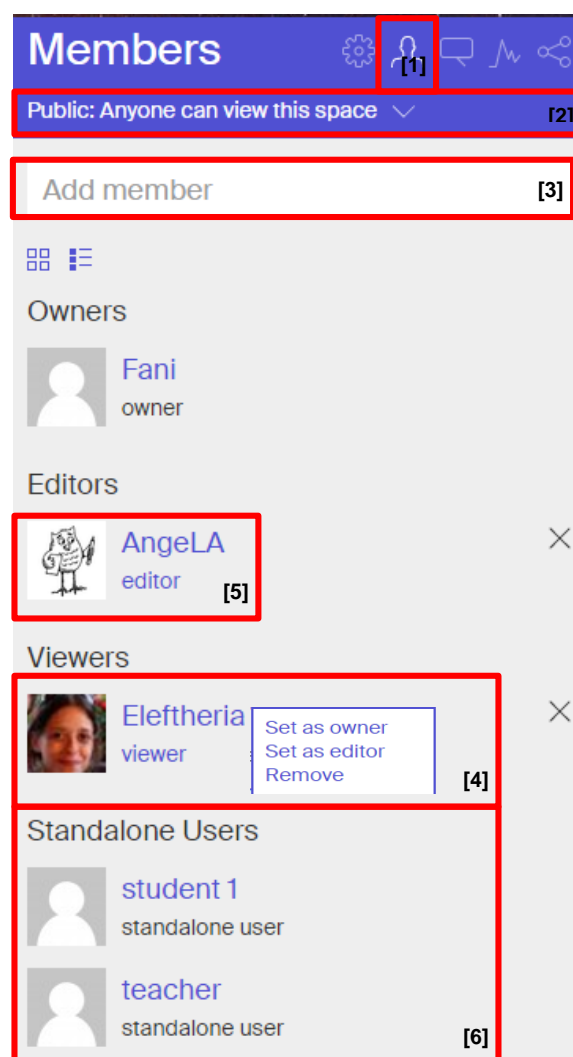 Members
[1]
Public: Anyone can view this space
[2]
Add member
[3]
Owners
Fani
owner
Editors
AngeLA
editor
[5]
Viewers
Eleftheria
viewer
Set as owner
Set as editor
Remove
[4]
Standalone Users
student 1
standalone user
teacher
standalone user
[6]